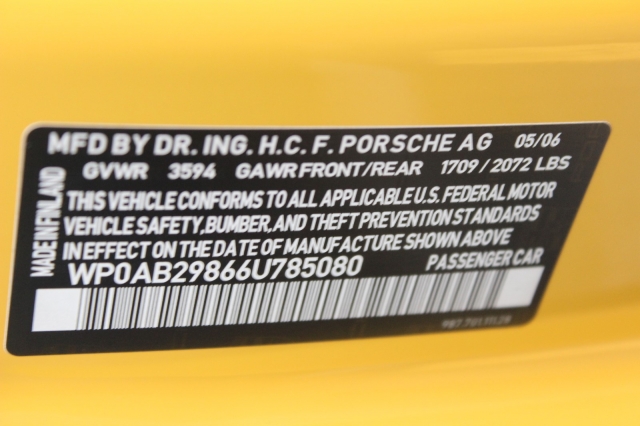 MFD BY DR. ING. H.C. F. PORSCHE AG 05/06
GVWR 3594 GAWR FRONT/REAR 1709 / 2072 LBS
THIS VEHICLE CONFORMS TO ALL APPLICABLE U.S. FEDERAL MOTOR
VEHICLE SAFETY, BUMPER, AND THEFT PREVENTION STANDARDS
IN EFFECT ON THE DATE OF MANUFACTURE SHOWN ABOVE
WP0AB29866U785080 PASSENGER CAR
MADE IN FINLAND